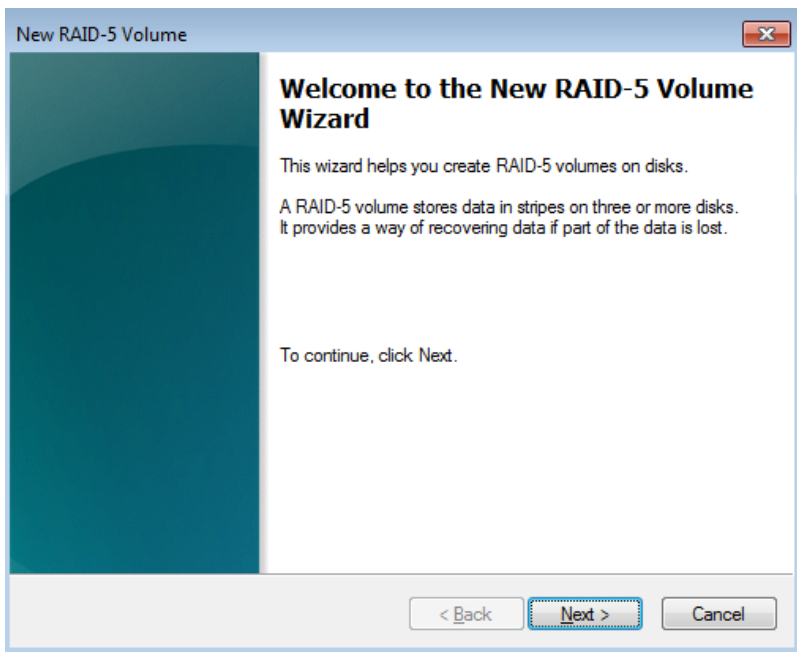 New RAID-5 Volume
Welcome to the New RAID-5 Volume
Wizard
This wizard helps you create RAID-5 volumes on disks.
A RAID-5 volume stores data in stripes on three or more disks.
It provides a way of recovering data if part of the data is lost.
To continue, click Next.
< Back
Next >
Cancel